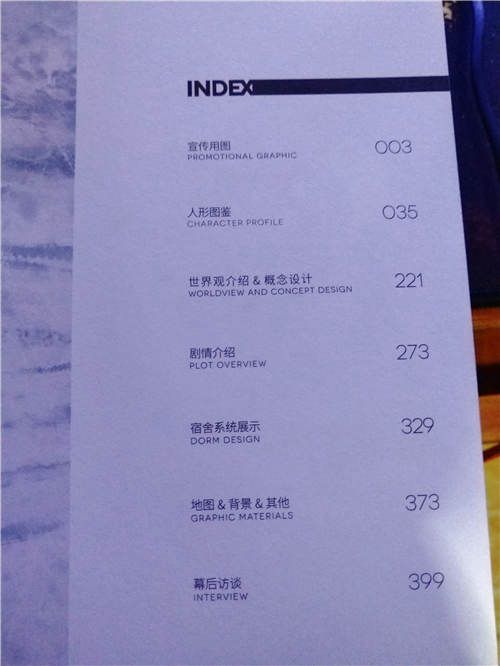 INDEX
宣传用图 003
PROMOTIONAL GRAPHIC
人形图鉴 035
CHARACTER PROFILE
世界观介绍 & 概念设计 221
WORLDVIEW AND CONCEPT DESIGN
剧情介绍 273
PLOT OVERVIEW
宿舍系统展示 329
DORM DESIGN
地图 & 背景 & 其他 373
GRAPHIC MATERIALS
幕后访谈 399
INTERVIEW